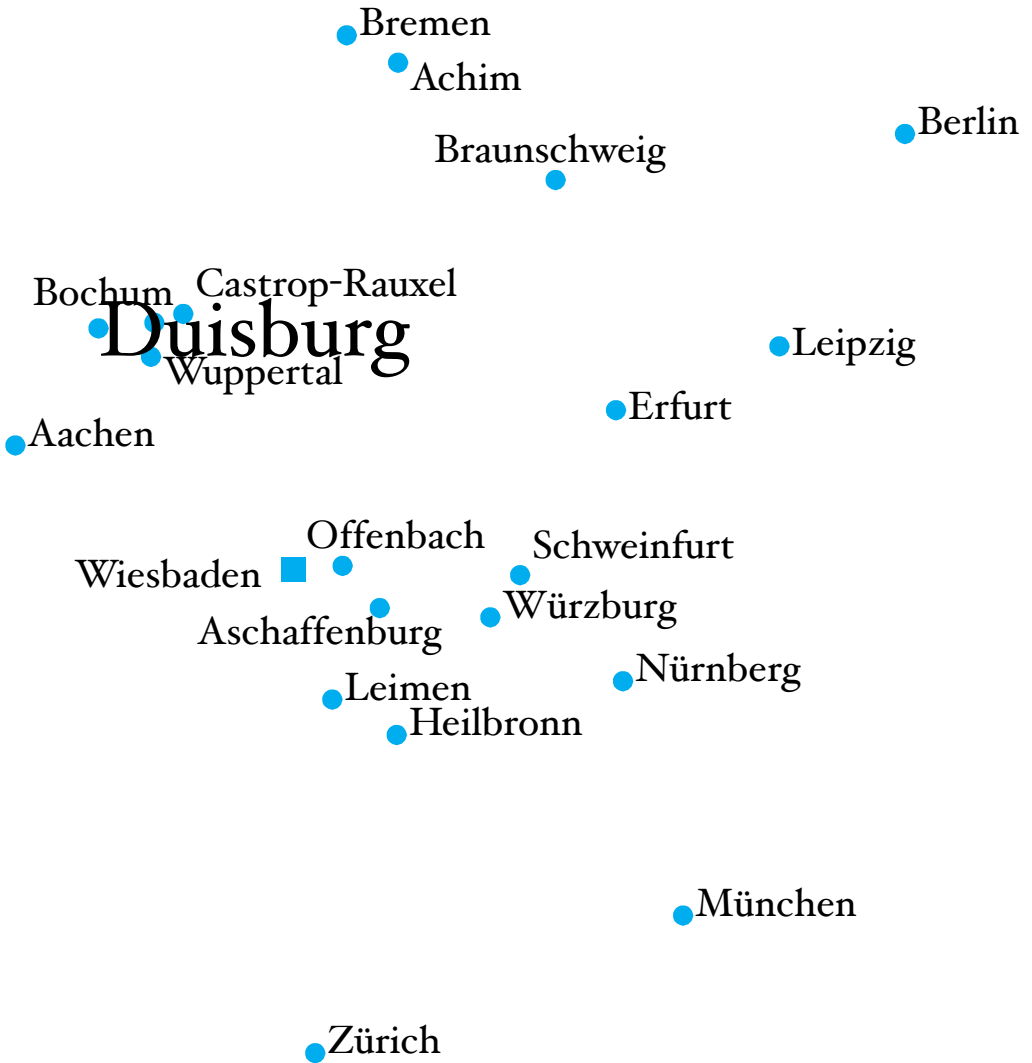 Bremen
Achim
Berlin
Braunschweig
Castrop-Rauxel
Bochum
Duisburg
Leipzig
Wuppertal
Erfurt
Aachen
Offenbach
Schweinfurt
Wiesbaden
Würzburg
Aschaffenburg
Nürnberg
Leimen
Heilbronn
München
Zürich